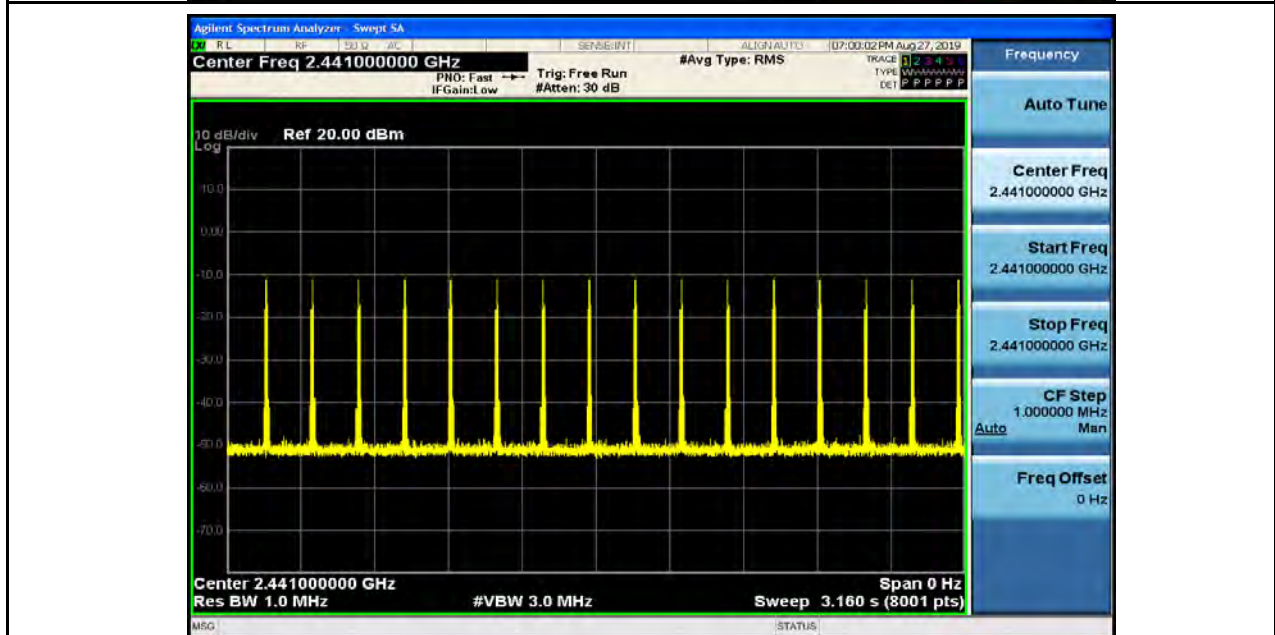 Agilent Spectrum Analyzer - Swept SA
RL RF 50 Ω AC SENSE:INT ALIGN AUTO 07:00:02 PM Aug 27, 2019
Center Freq 2.441000000 GHz
#Avg Type: RMS
TRACE 1 2 3 4 5 6
PNO: Fast
Trig: Free Run
TYPE
IFGain:Low
#Atten: 30 dB
DET P P P P P P
10 dB/div Ref 20.00 dBm
Log
10.0
0.00
-10.0
-20.0
-30.0
-40.0
-50.0
-60.0
-70.0
Center 2.441000000 GHz
Span 0 Hz
Res BW 1.0 MHz
#VBW 3.0 MHz
Sweep 3.160 s (8001 pts)
MSG
STATUS
Frequency
Auto Tune
Center Freq
2.441000000 GHz
Start Freq
2.441000000 GHz
Stop Freq
2.441000000 GHz
CF Step
1.000000 MHz
Auto Man
Freq Offset
0 Hz